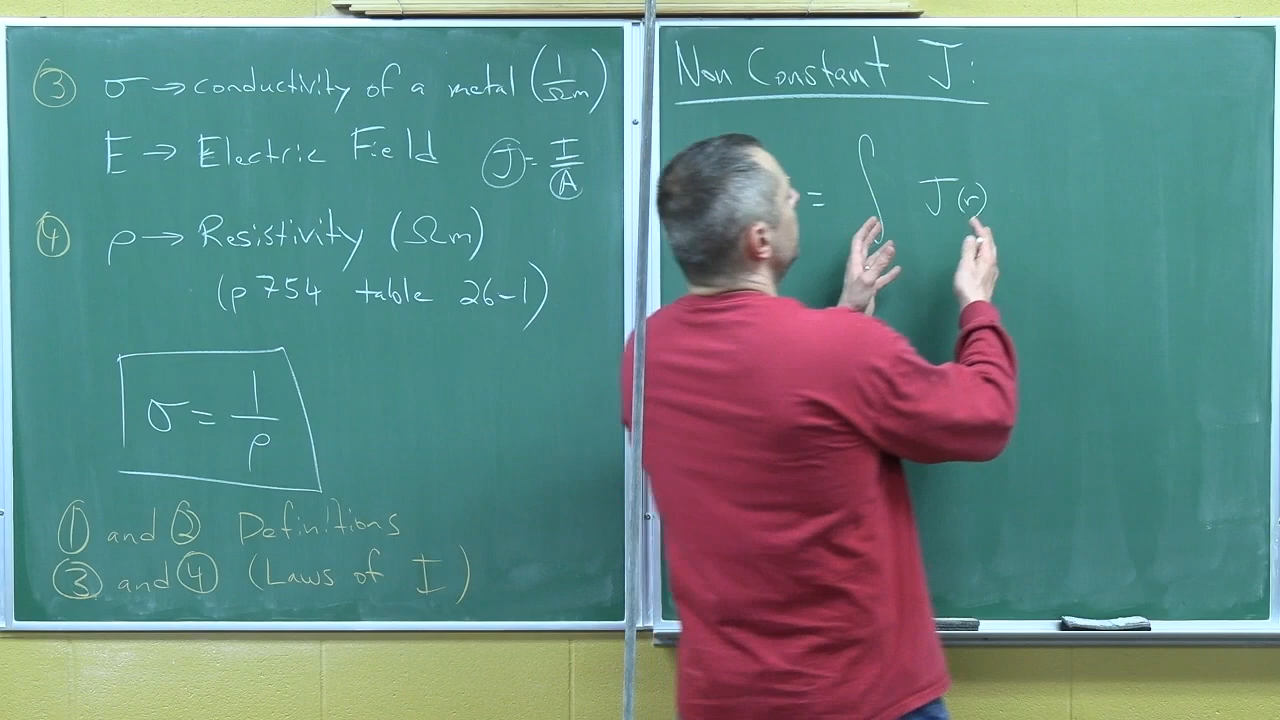 ③ σ → conductivity of a metal (1/Ωm)
E → Electric Field J = I/A
④ ρ → Resistivity (Ωm)
(p 754 table 26-1)
σ = 1/ρ
① and ② Definitions
③ and ④ (Laws of I)
Non Constant J:
= ∫ J(r)